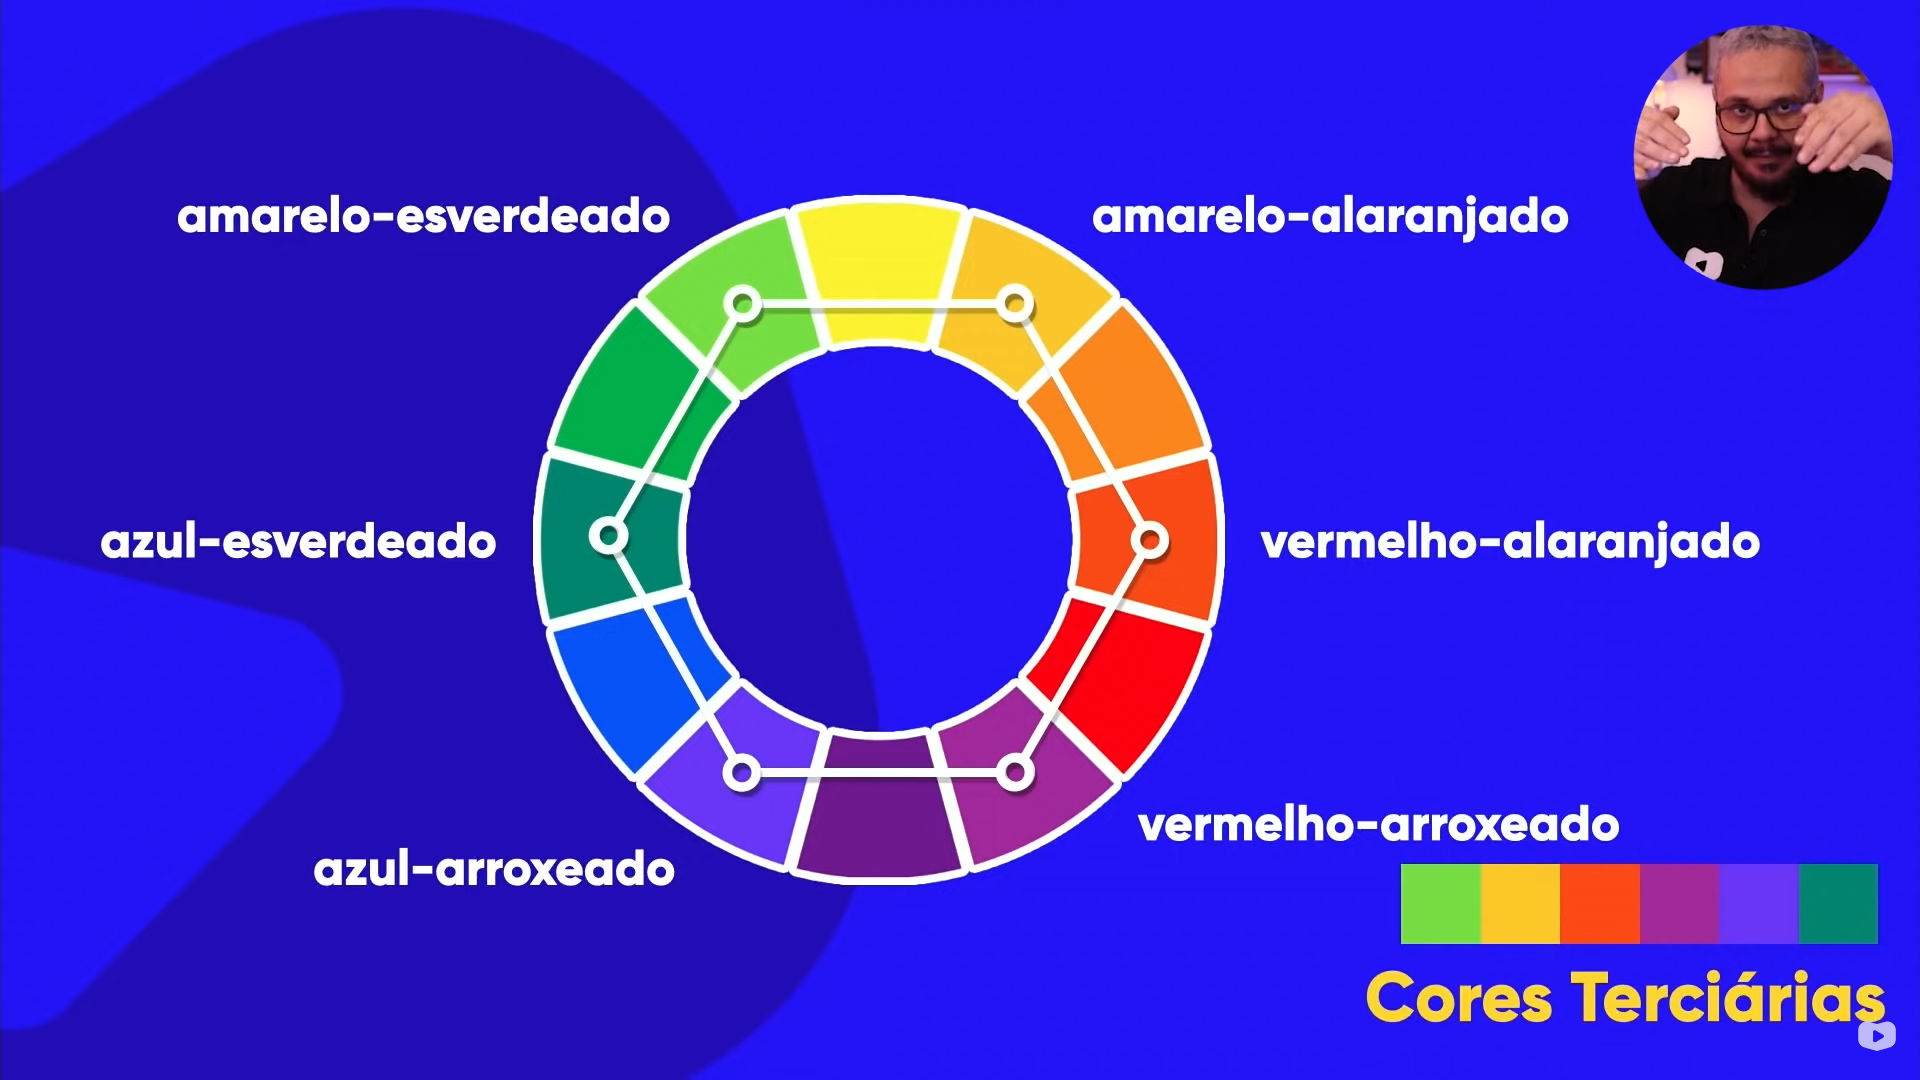 amarelo-esverdeado
amarelo-alaranjado
azul-esverdeado
vermelho-alaranjado
azul-arroxeado
vermelho-arroxeado
Cores Terciárias